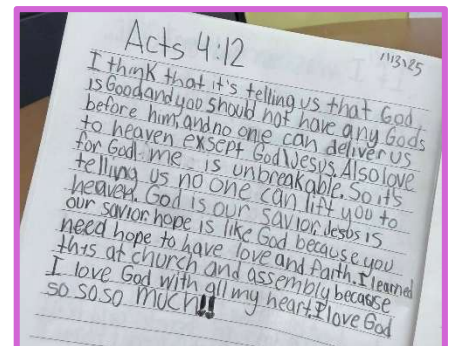 Acts 4:12
1\13\25
I think that it's telling us that God
is Good and you should not have any Gods
before him, and no one can deliver us
to heaven exsept God\Jesus. Also love
for God me is unbreakable. So it's
telling us no one can lift you to
heaven. God is our savior. Jesus is
our savior. hope is like God because you
need hope to have love and faith. I learned
this at church and assembly because
I love God with all my heart. I love God
so so so much!!